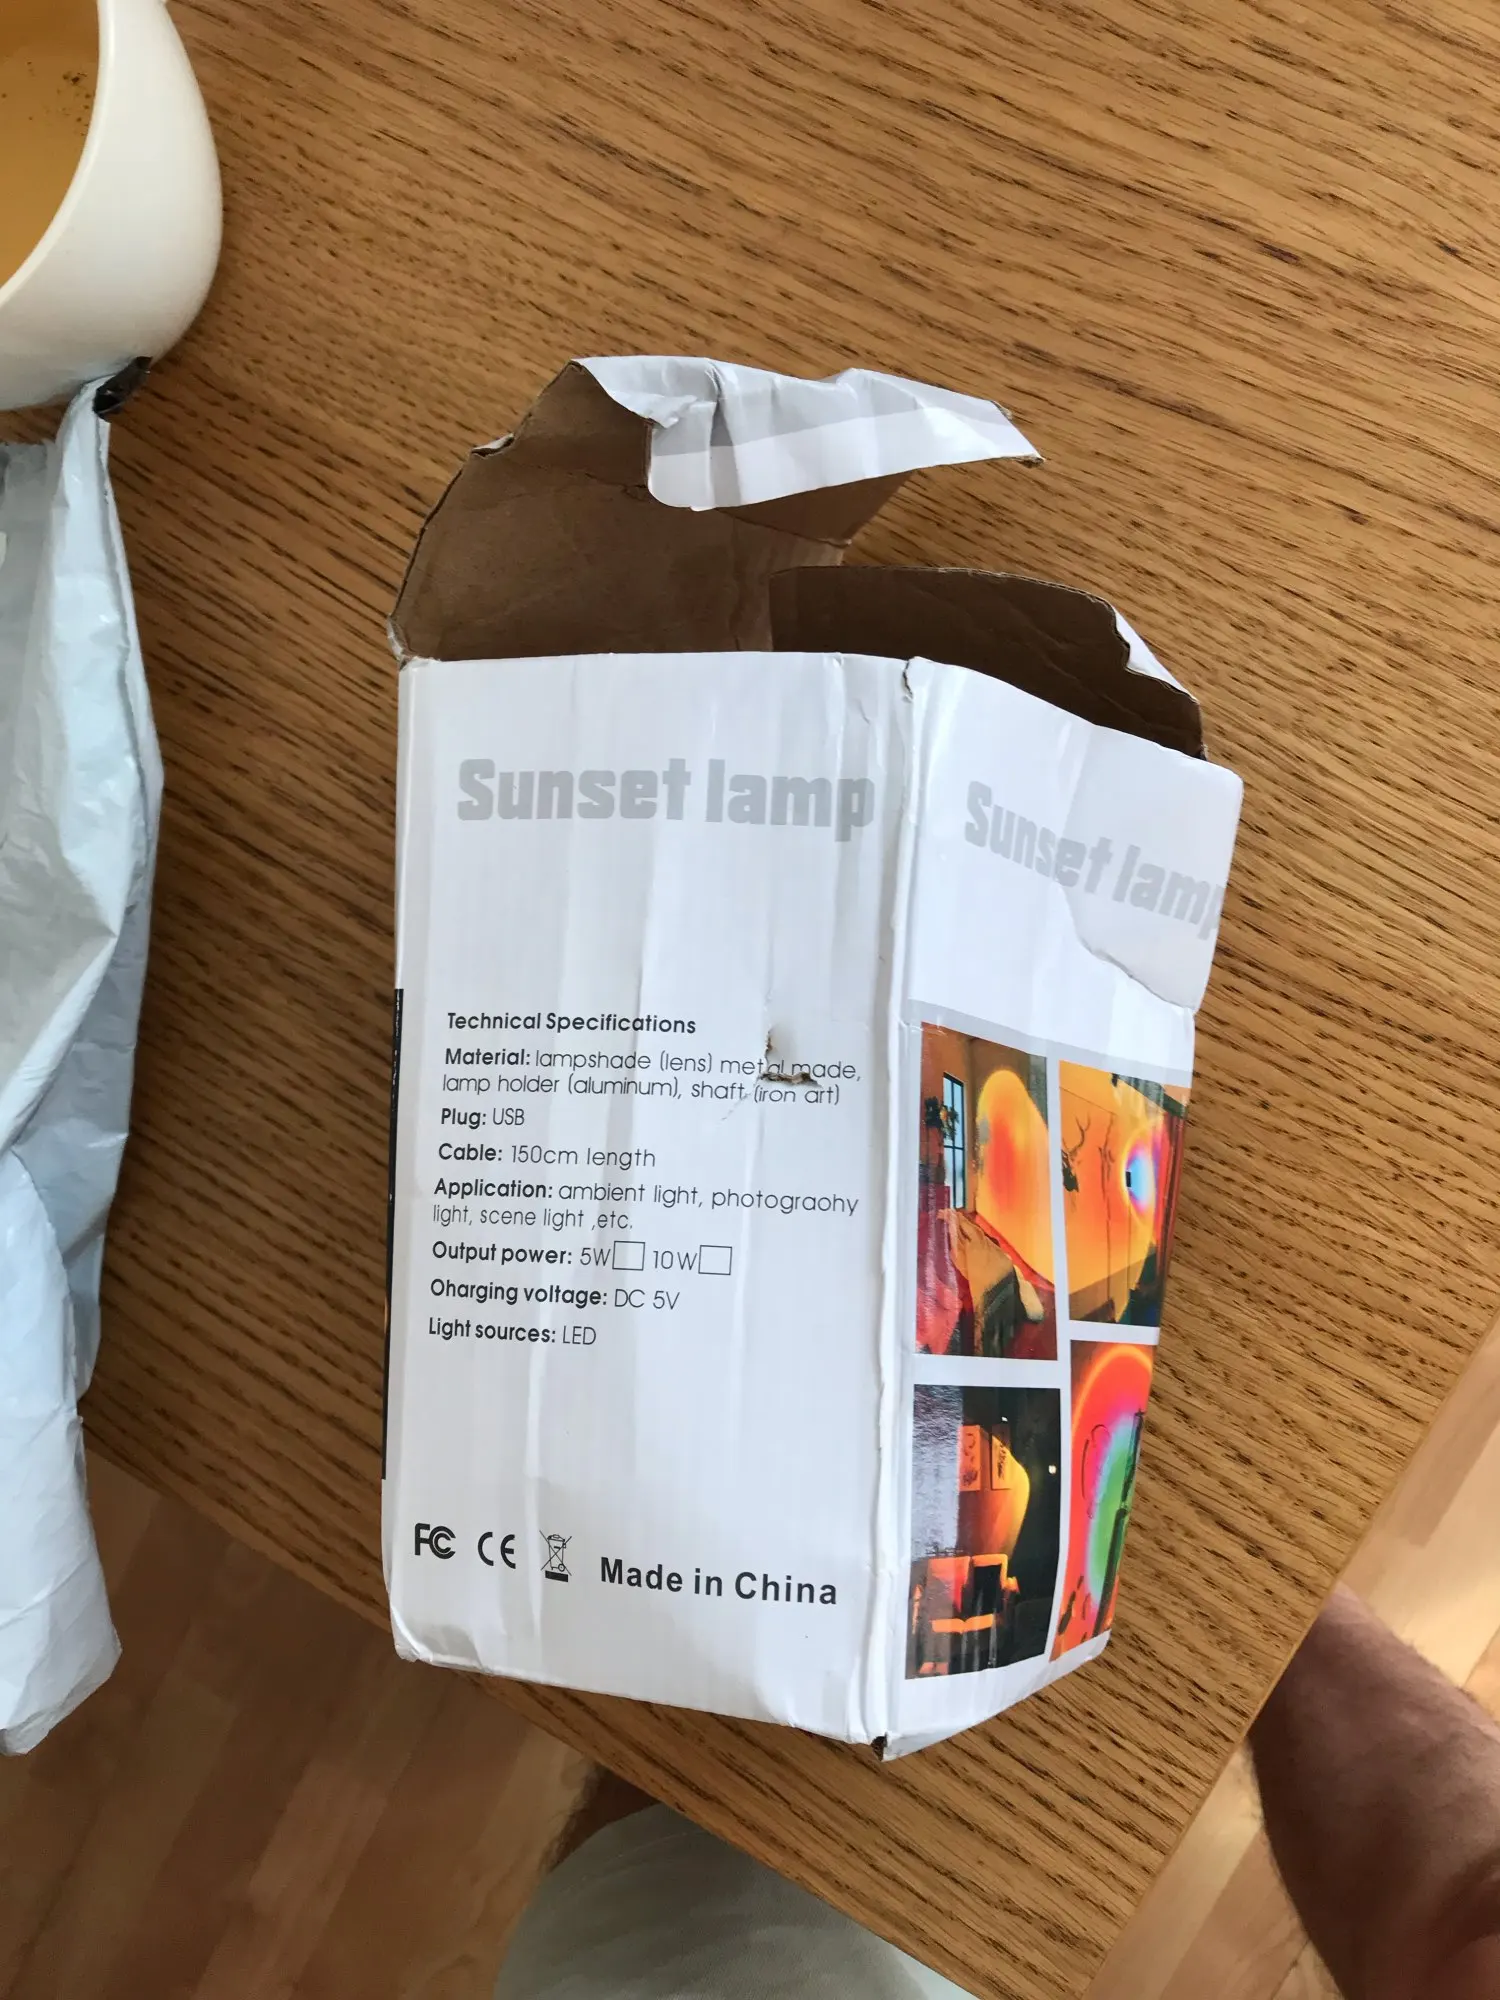 Sunset lamp
Technical Specifications
Material: lampshade (lens) metal made,
lamp holder (aluminum), shaft (iron art)
Plug: USB
Cable: 150cm length
Application: ambient light, photograohy
light, scene light ,etc.
Output power: 5W 10W
Oharging voltage: DC 5V
Light sources: LED
FC CE Made in China
Sunset lamp